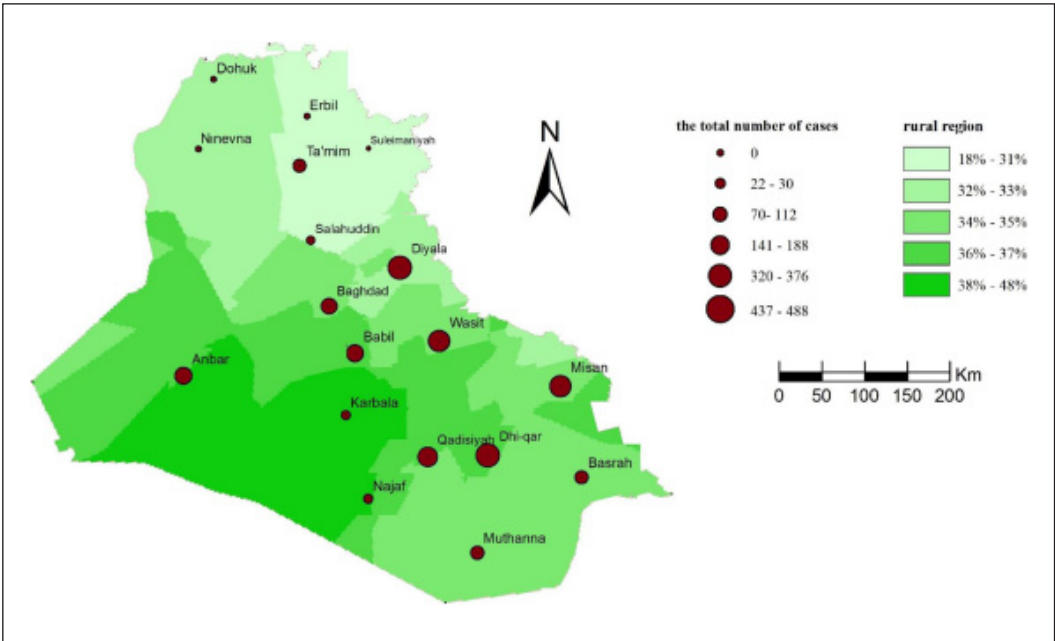 Dohuk
Erbil
Ninevna
Suleimaniyah
Ta'mim
Salahuddin
Diyala
Baghdad
Wasit
Babil
Anbar
Misan
Karbala
Qadisiyah
Dhi-qar
Basrah
Najaf
Muthanna
N
the total number of cases
0
22 - 30
70- 112
141 - 188
320 - 376
437 - 488
rural region
18% - 31%
32% - 33%
34% - 35%
36% - 37%
38% - 48%
Km
0 50 100 150 200